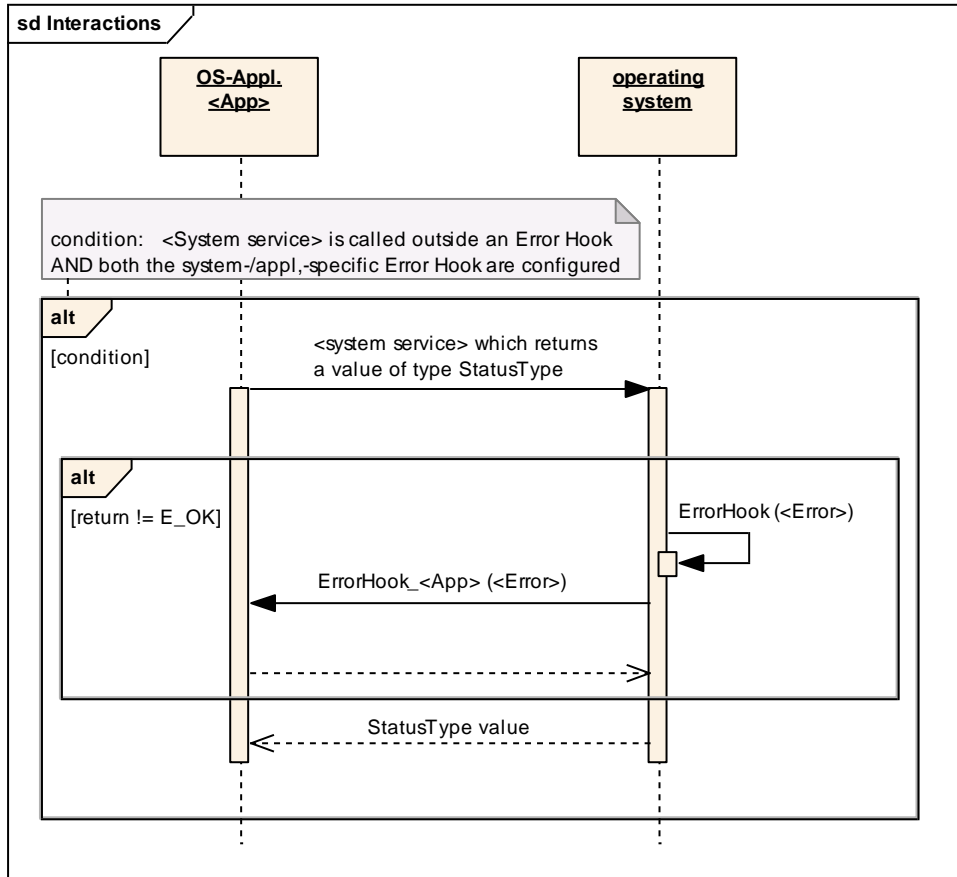 sd Interactions
OS-Appl.
<App>
operating
system
condition: <System service> is called outside an Error Hook
AND both the system-/appl,-specific Error Hook are configured
alt
[condition]
<system service> which returns
a value of type StatusType
alt
[return != E_OK]
ErrorHook (<Error>)
ErrorHook_<App> (<Error>)
StatusType value